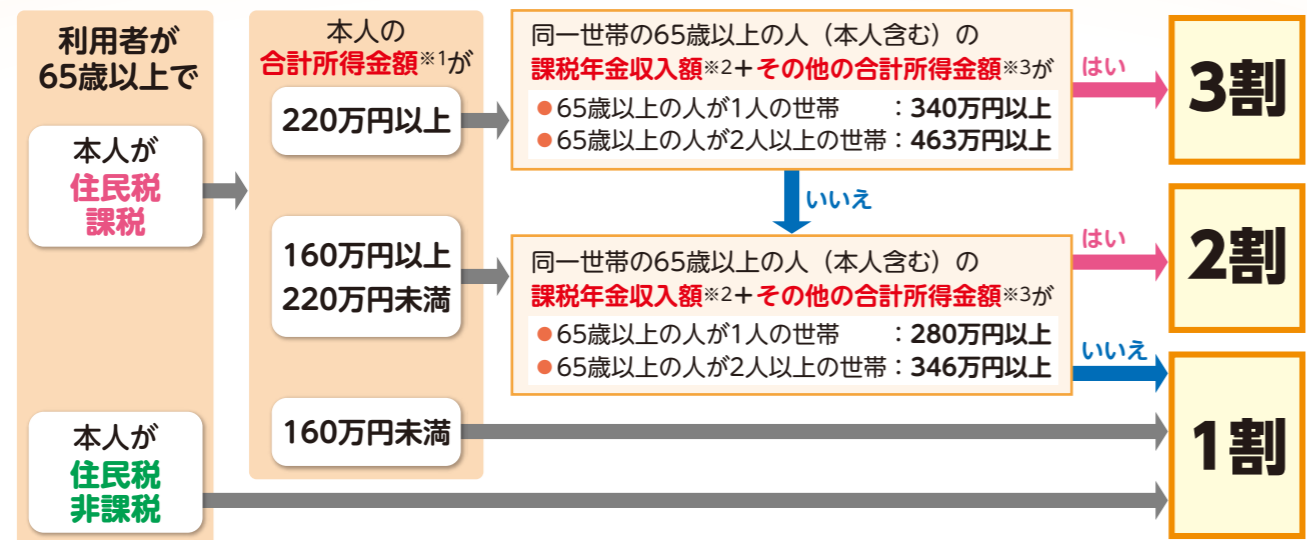 利用者が
65歳以上で
本人が
住民税
課税
本人が
住民税
非課税
本人の
合計所得金額※1が
220万円以上
160万円以上
220万円未満
160万円未満
同一世帯の65歳以上の人（本人含む）の
課税年金収入額※2＋その他の合計所得金額※3が
●65歳以上の人が1人の世帯　　：340万円以上
●65歳以上の人が2人以上の世帯：463万円以上
はい
3割
いいえ
同一世帯の65歳以上の人（本人含む）の
課税年金収入額※2＋その他の合計所得金額※3が
●65歳以上の人が1人の世帯　　：280万円以上
●65歳以上の人が2人以上の世帯：346万円以上
はい
2割
いいえ
1割